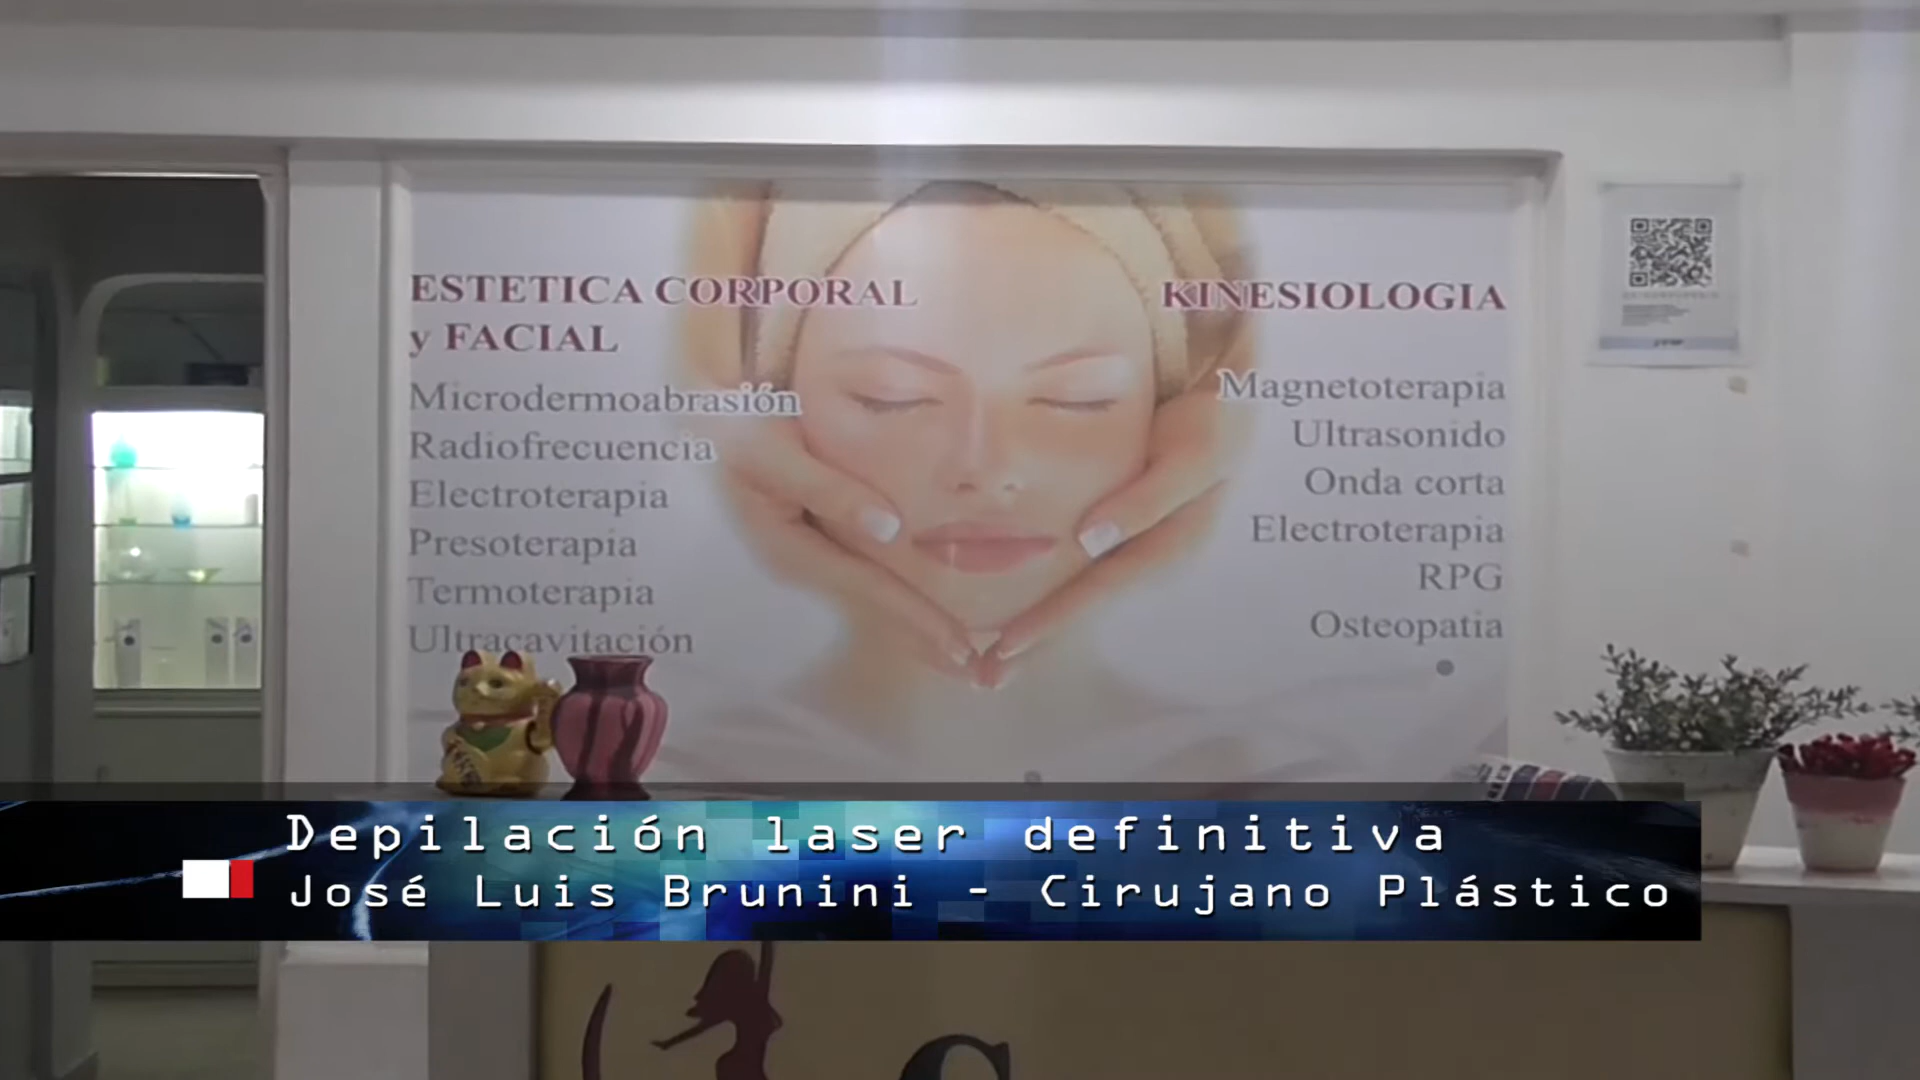 ESTETICA CORPORAL
y FACIAL
Microdermoabrasión
Radiofrecuencia
Electroterapia
Presoterapia
Termoterapia
Ultracavitación
KINESIOLOGIA
Magnetoterapia
Ultrasonido
Onda corta
Electroterapia
RPG
Osteopatia
Depilación laser definitiva
José Luis Brunini - Cirujano Plástico